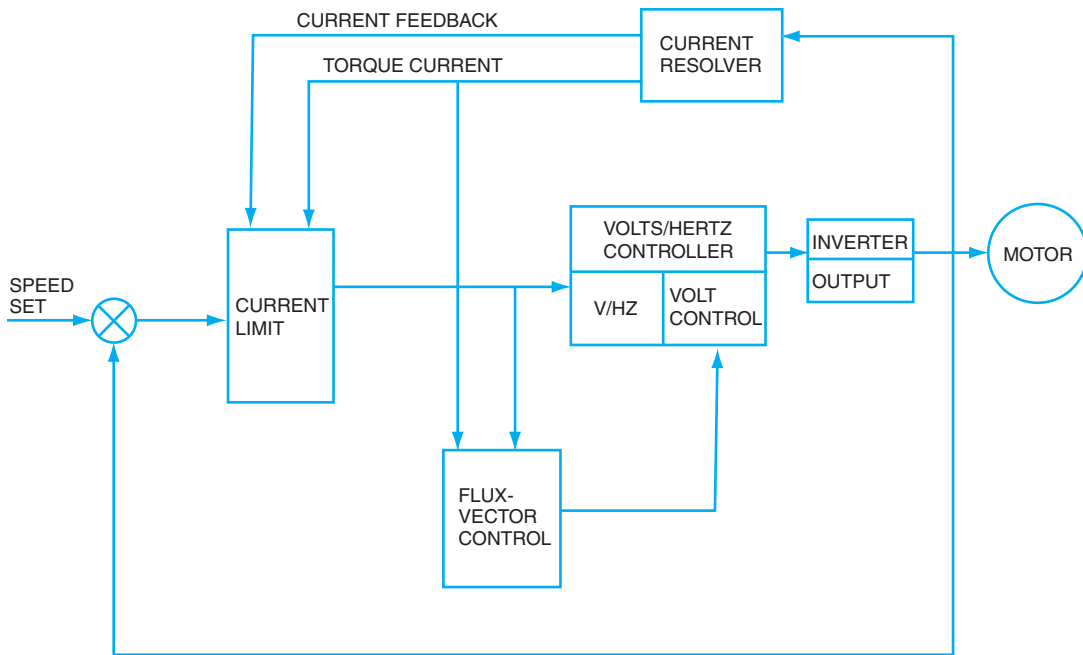 CURRENT FEEDBACK
TORQUE CURRENT
CURRENT
RESOLVER
SPEED
SET
CURRENT
LIMIT
VOLTS/HERTZ
CONTROLLER
V/HZ
VOLT
CONTROL
INVERTER
OUTPUT
MOTOR
FLUX-
VECTOR
CONTROL